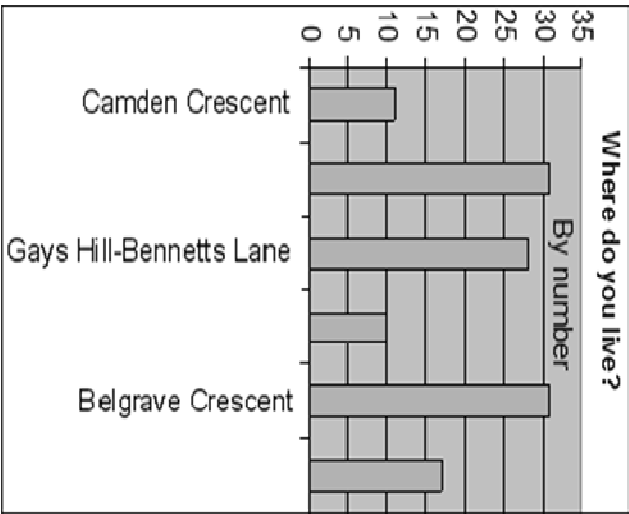 Where do you live?
By number
0
5
10
15
20
25
30
35
Camden Crescent
Gays Hill-Bennetts Lane
Belgrave Crescent